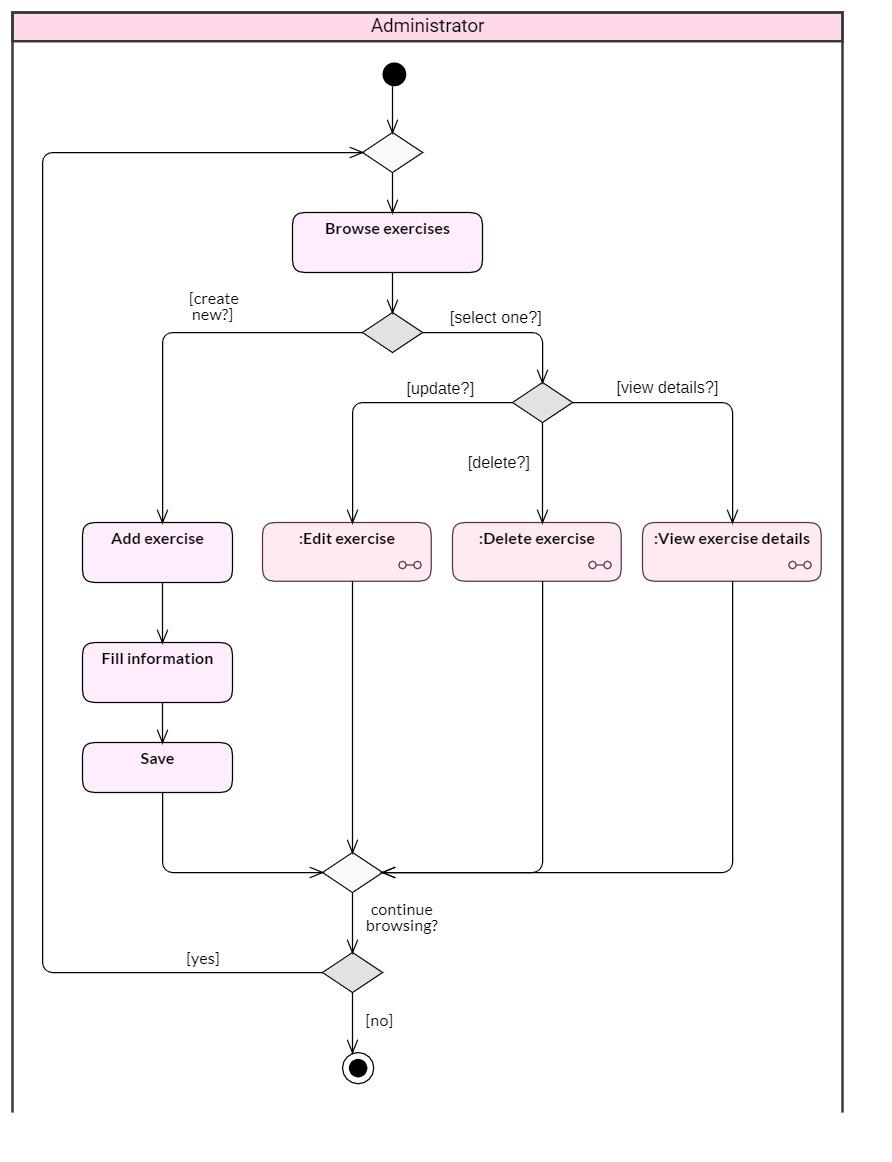 Administrator
Browse exercises
[create
new?]
[select one?]
[update?]
[view details?]
[delete?]
Add exercise
:Edit exercise
:Delete exercise
:View exercise details
Fill information
Save
continue
browsing?
[yes]
[no]